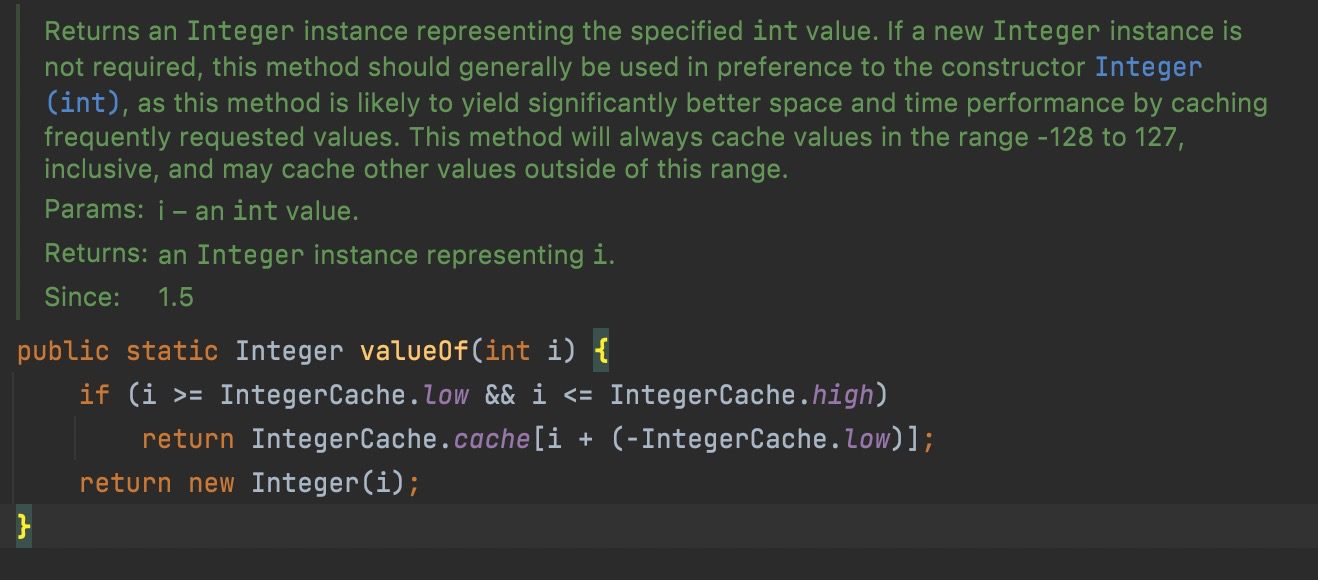 Returns an Integer instance representing the specified int value. If a new Integer instance is
not required, this method should generally be used in preference to the constructor Integer
(int), as this method is likely to yield significantly better space and time performance by caching
frequently requested values. This method will always cache values in the range -128 to 127,
inclusive, and may cache other values outside of this range.
Params: i – an int value.
Returns: an Integer instance representing i.
Since: 1.5
public static Integer valueOf(int i) {
    if (i >= IntegerCache.low && i <= IntegerCache.high)
        return IntegerCache.cache[i + (-IntegerCache.low)];
    return new Integer(i);
}